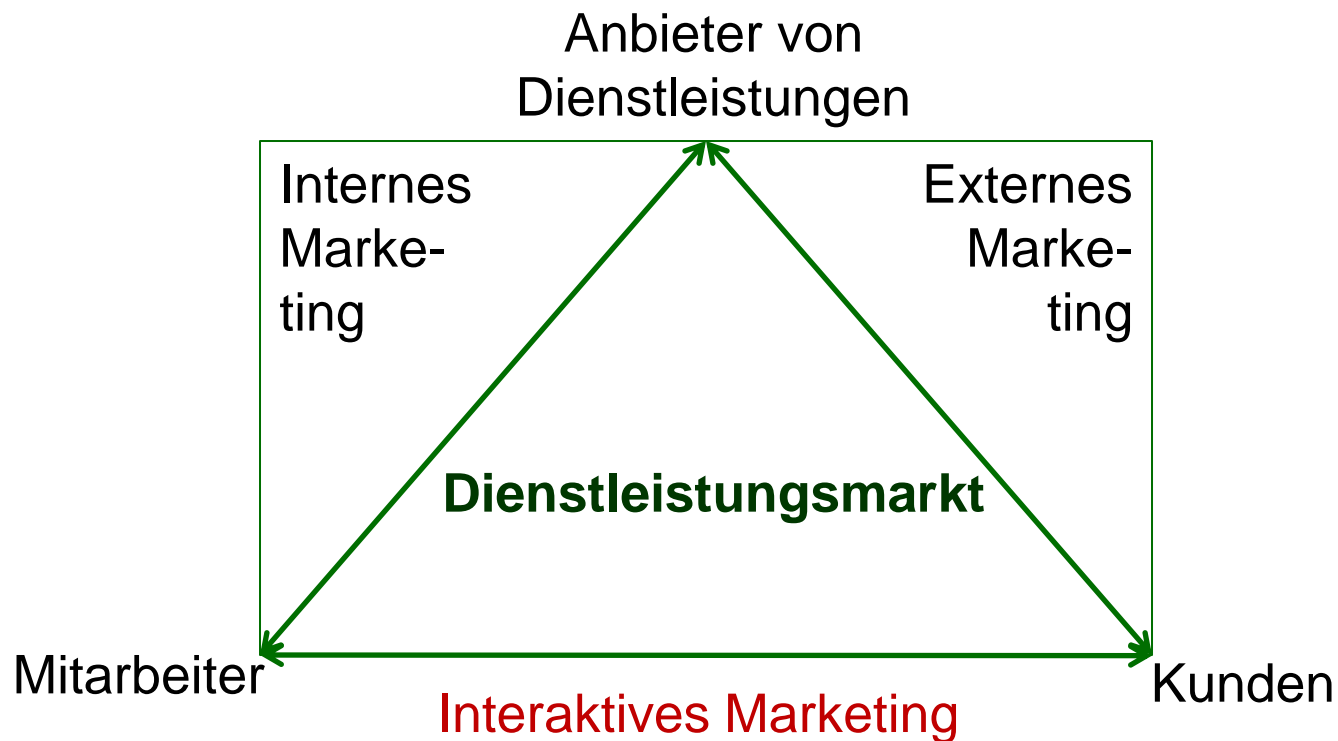 Anbieter von
Dienstleistungen
Internes
Marke-
ting
Externes
Marke-
ting
Dienstleistungsmarkt
Mitarbeiter
Kunden
Interaktives Marketing